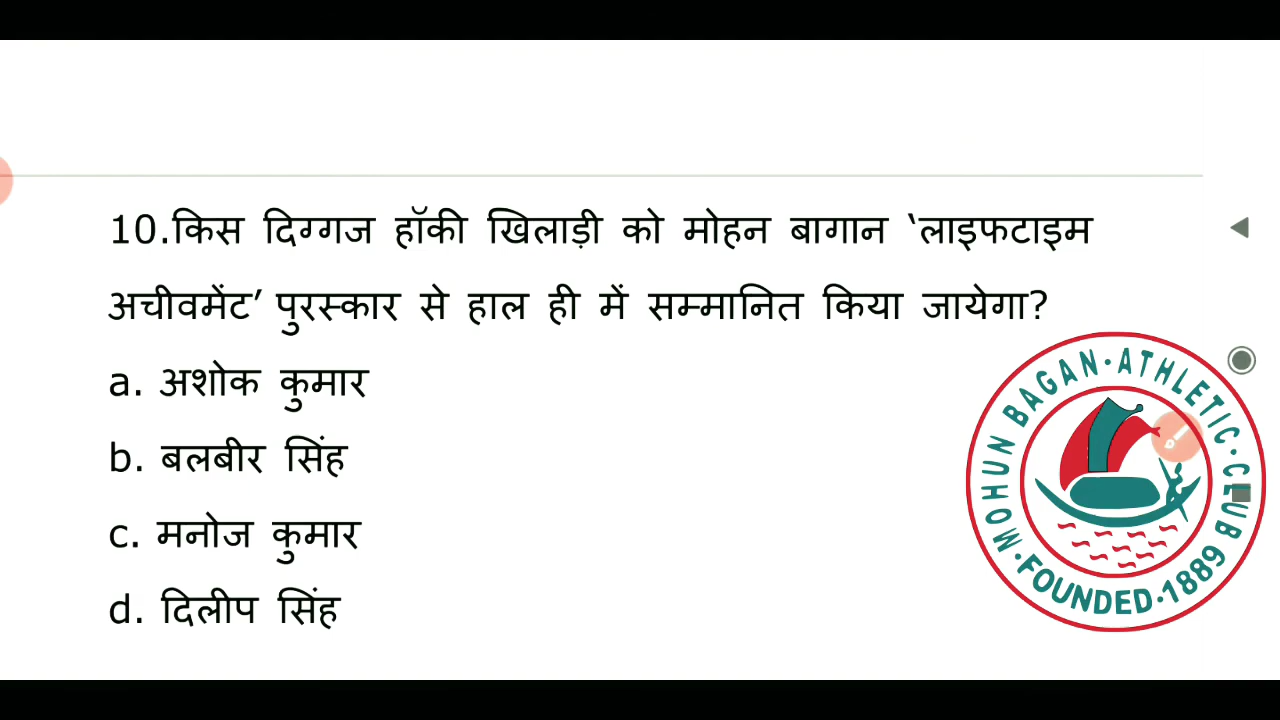 10.किस दिग्गज हॉकी खिलाड़ी को मोहन बागान ‘लाइफटाइम
अचीवमेंट’ पुरस्कार से हाल ही में सम्मानित किया जायेगा?
a. अशोक कुमार
b. बलबीर सिंह
c. मनोज कुमार
d. दिलीप सिंह
MOHUN BAGAN·ATHLETIC·CLUB
·FOUNDED·1889